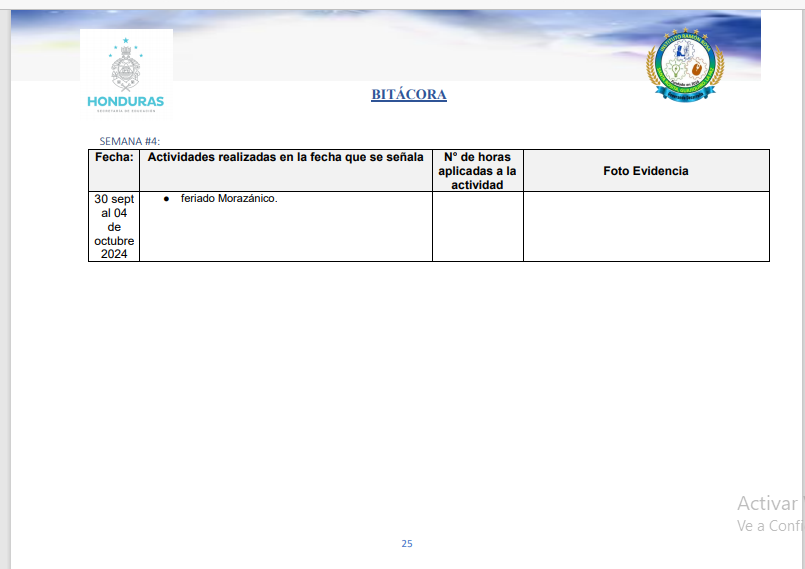 HONDURAS
SECRETARÍA DE EDUCACIÓN
INSTITUTO RAMÓN ROSA
BITÁCORA
SEMANA #4:
Fecha:
Actividades realizadas en la fecha que se señala
N° de horas
aplicadas a la
actividad
Foto Evidencia
30 sept
al 04
de
octubre
2024
● feriado Morazánico.
Activar
Ve a Confi
25